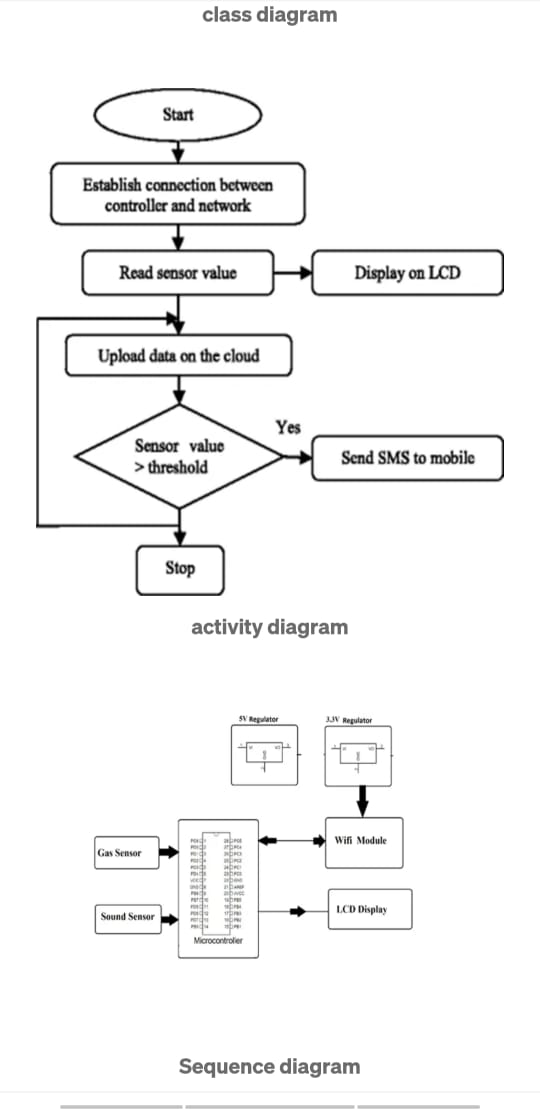 class diagram
Start
Establish connection between
controller and network
Read sensor value
Display on LCD
Upload data on the cloud
Yes
Sensor value
> threshold
Send SMS to mobile
Stop
activity diagram
5V Regulator
3.3V Regulator
Wifi Module
Gas Sensor
LCD Display
Sound Sensor
Microcontroller
Sequence diagram